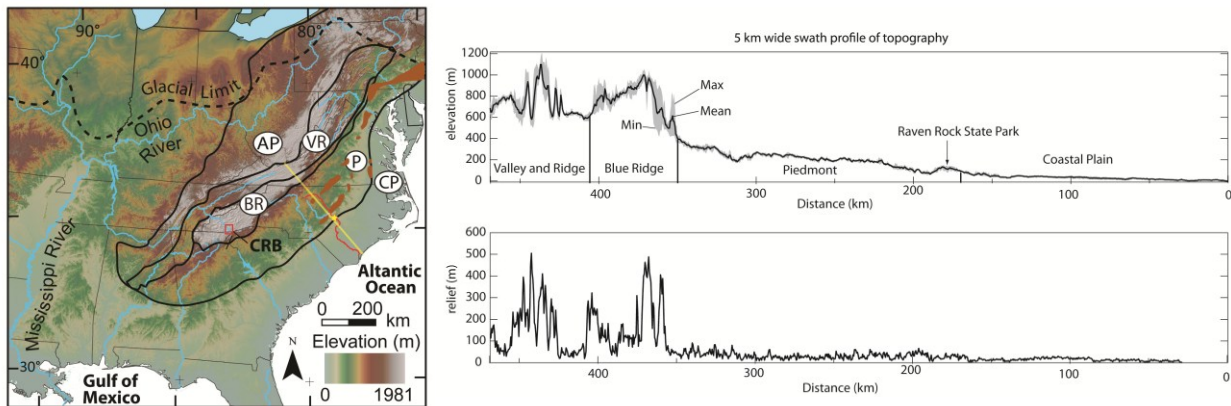 90°
80°
40°
Glacial Limit
Ohio
River
AP
VR
P
CP
BR
CRB
Mississippi River
Altantic
Ocean
0 200
km
N
Elevation (m)
0 1981
30°
Gulf of
Mexico
5 km wide swath profile of topography
1200
1000
800
600
400
200
0
elevation (m)
Max
Mean
Min
Raven Rock State Park
Valley and Ridge
Blue Ridge
Piedmont
Coastal Plain
400 300 200 100 0
Distance (km)
600
500
400
300
200
100
0
relief (m)
400 300 200 100 0
Distance (km)